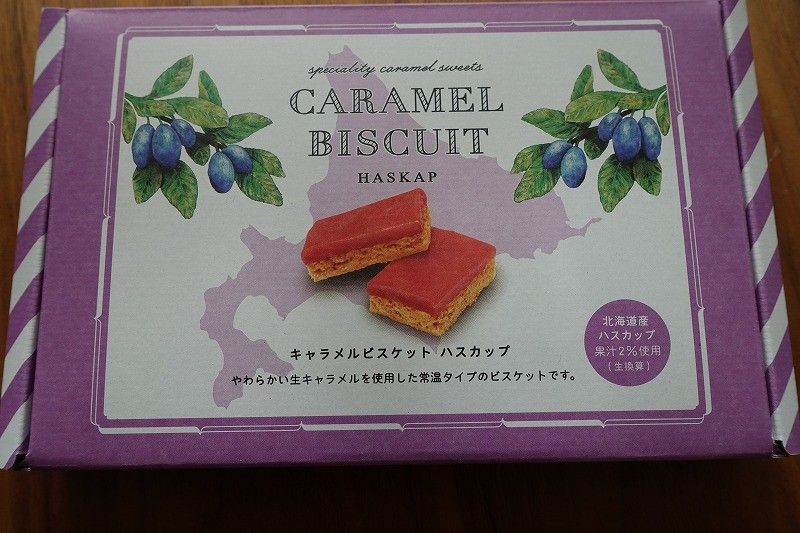 speciality caramel sweets
CARAMEL
BISCUIT
HASKAP
キャラメルビスケット ハスカップ
やわらかい生キャラメルを使用した常温タイプのビスケットです。
北海道産
ハスカップ
果汁2%使用
(生換算)